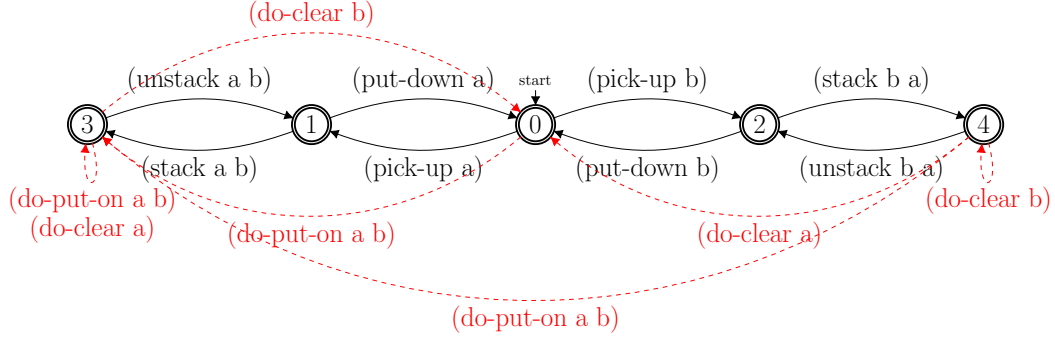 (do-clear b)
(unstack a b)
(put-down a)
start
(pick-up b)
(stack b a)
3
1
0
2
4
(stack a b)
(pick-up a)
(put-down b)
(unstack b a)
(do-put-on a b)
(do-clear a)
(do-clear b)
(do-put-on a b)
(do-clear a)
(do-put-on a b)